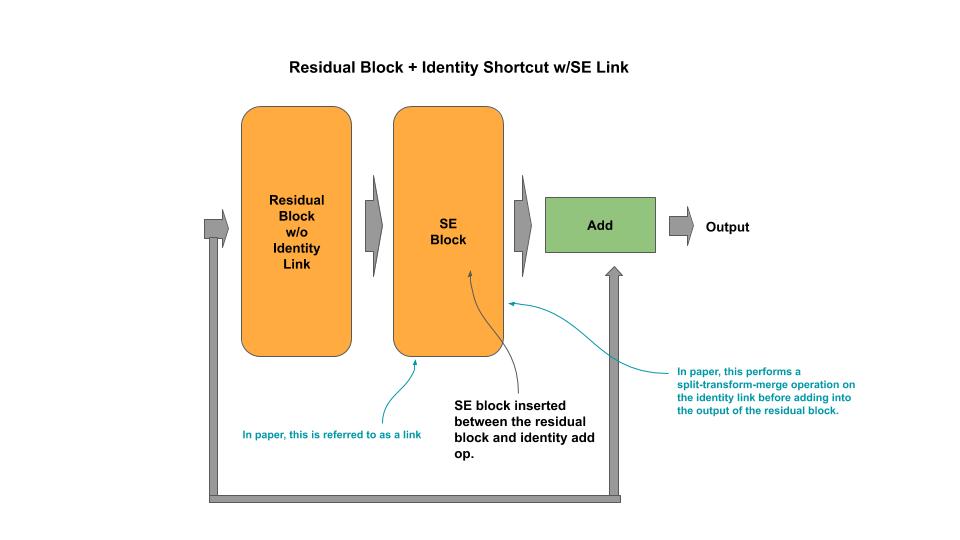 Residual Block + Identity Shortcut w/SE Link
Residual
Block
w/o
Identity
Link
SE
Block
Add
Output
In paper, this performs a
split-transform-merge operation on
the identity link before adding into
the output of the residual block.
SE block inserted
between the residual
block and identity add
op.
In paper, this is referred to as a link